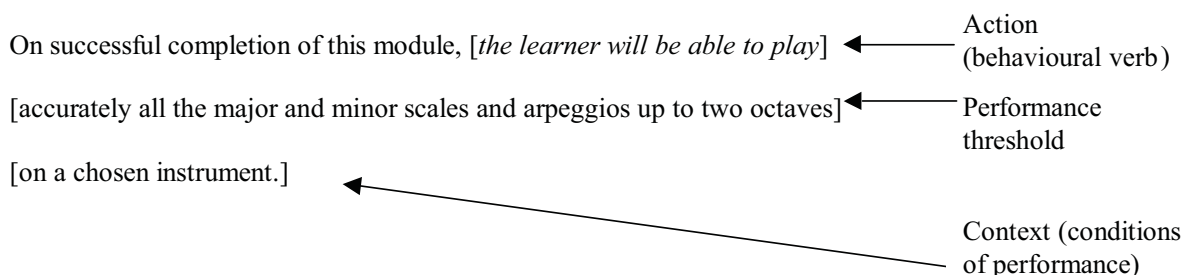 On successful completion of this module, [the learner will be able to play]
Action
(behavioural verb)
[accurately all the major and minor scales and arpeggios up to two octaves]
Performance
threshold
[on a chosen instrument.]
Context (conditions
of performance)